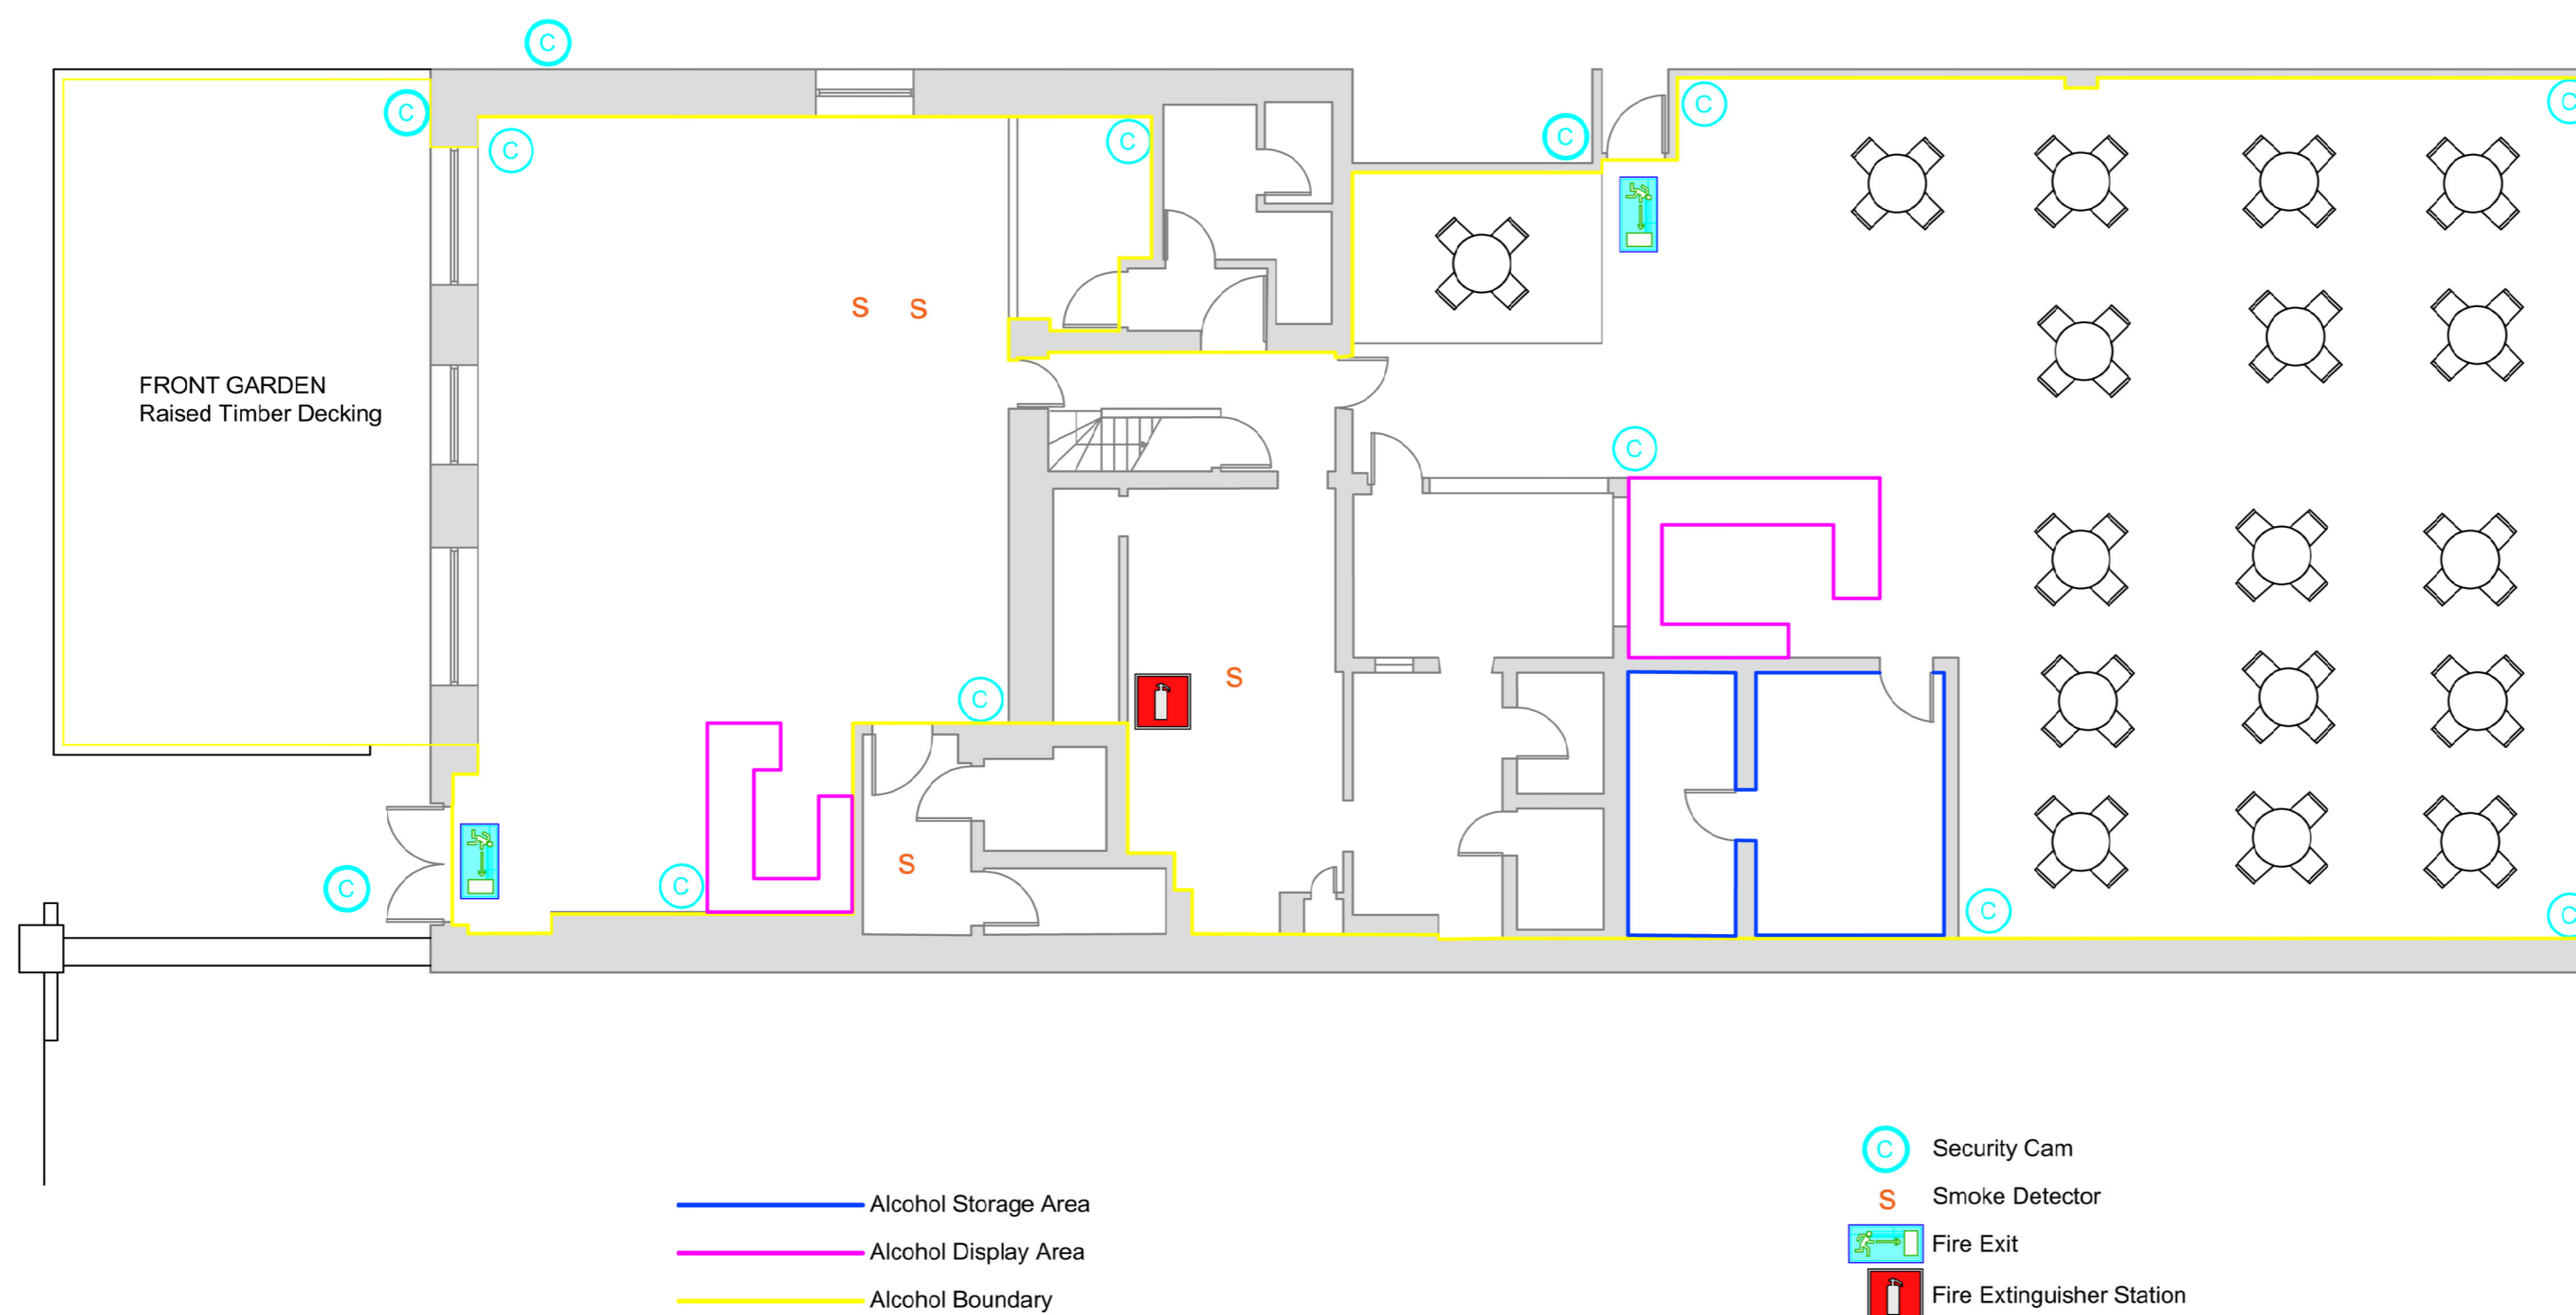 C
C
C
C
C
C
C
C
S S
FRONT GARDEN
Raised Timber Decking
C
S
C
S
C
C
C
C
C
Security Cam
S
Smoke Detector
Alcohol Storage Area
Fire Exit
Alcohol Display Area
Fire Extinguisher Station
Alcohol Boundary